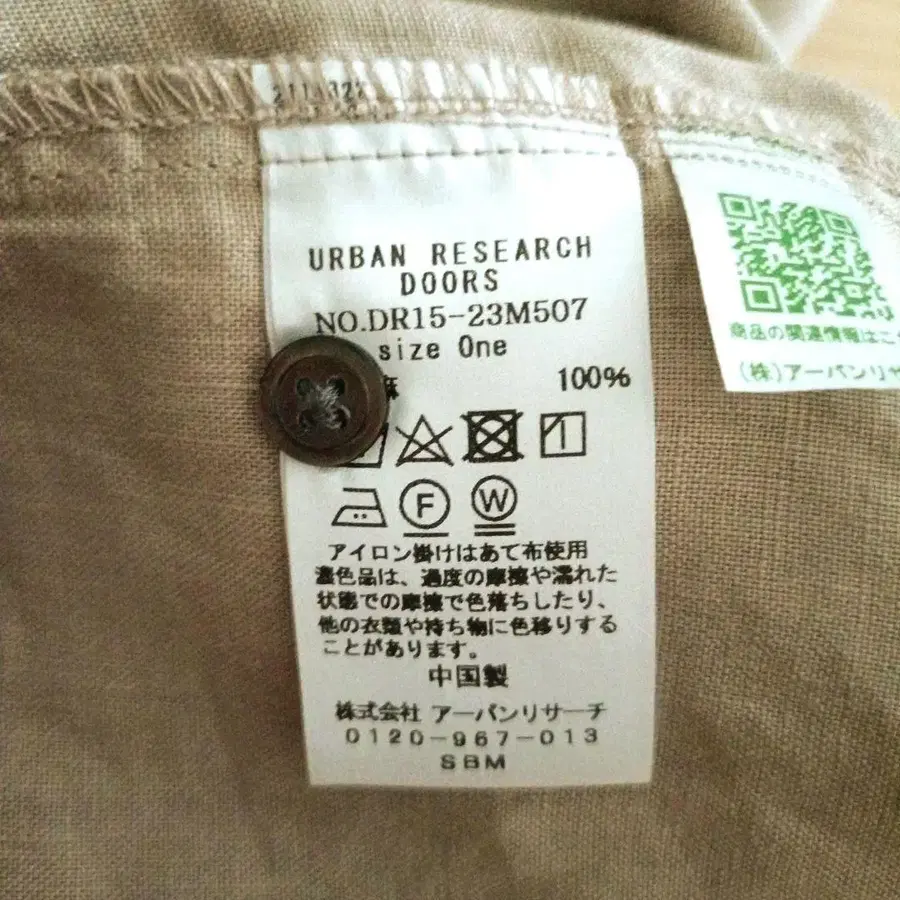 URBAN RESEARCH
DOORS
NO.DR15-23M507
size One
麻 100%
F W
アイロン掛けはあて布使用
濃色品は、過度の摩擦や濡れた
状態での摩擦で色落ちしたり、
他の衣類や持ち物に色移りする
ことがあります。
中国製
株式会社 アーバンリサーチ
0120-967-013
SBM
商品の関連情報はこ
(株)アーバンリサ